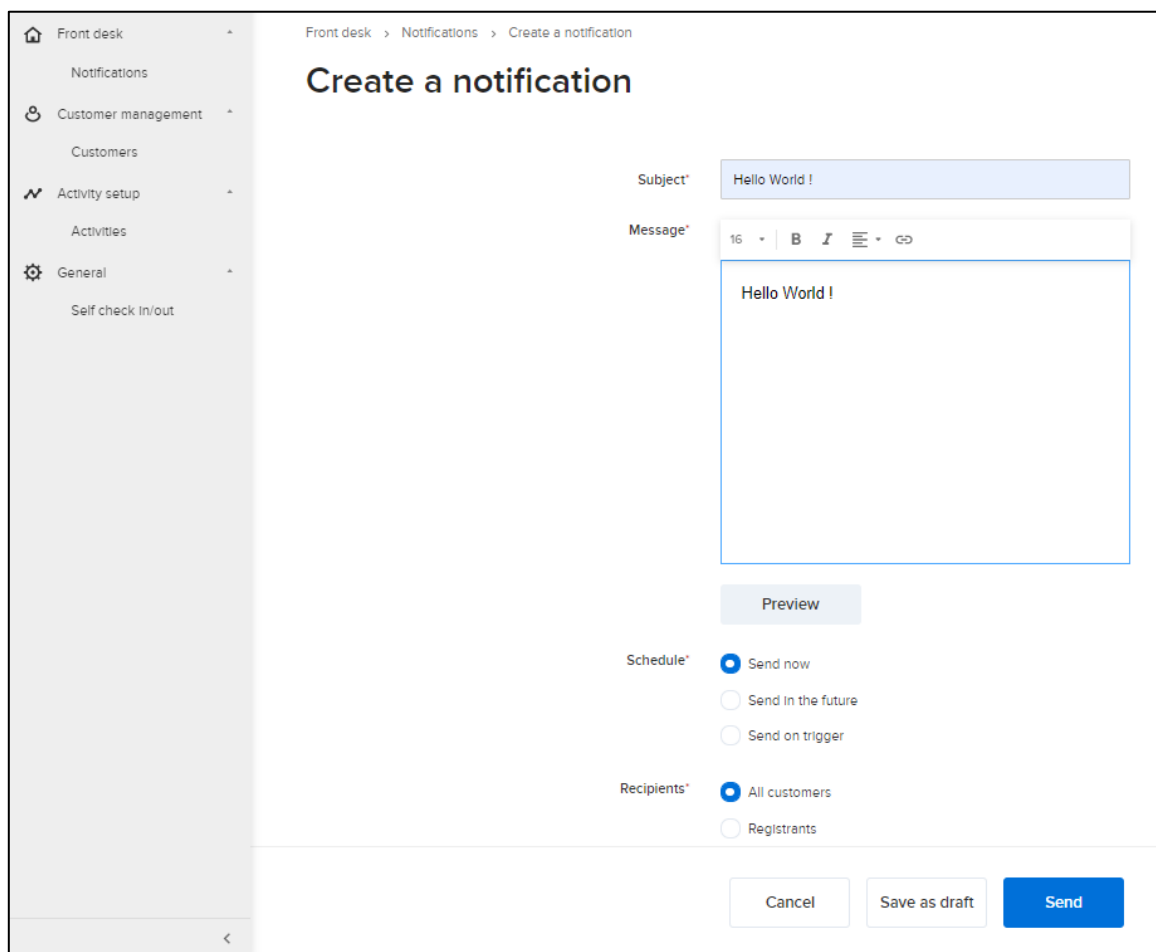 Front desk
Notifications
Customer management
Customers
Activity setup
Activities
General
Self check in/out
Front desk > Notifications > Create a notification
Create a notification
Subject*
Hello World !
Message*
16 B I
Hello World !
Preview
Schedule*
Send now
Send in the future
Send on trigger
Recipients*
All customers
Registrants
Cancel Save as draft Send